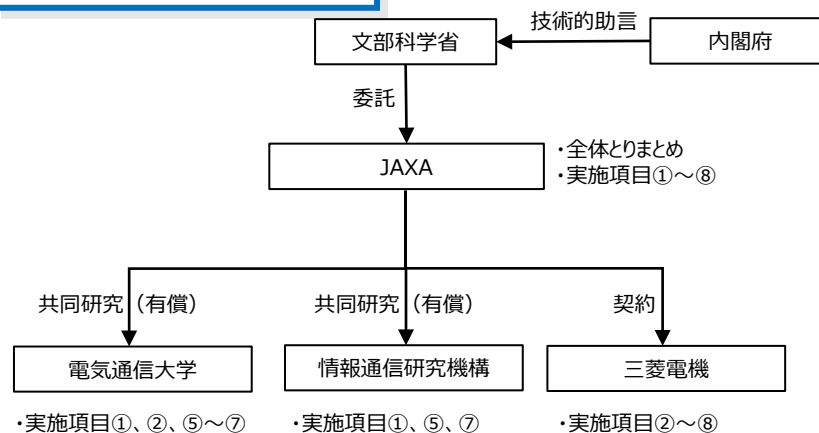 技術的助言
文部科学省
内閣府
委託
JAXA
・全体とりまとめ
・実施項目①～⑧
共同研究（有償）
共同研究（有償）
契約
電気通信大学
情報通信研究機構
三菱電機
・実施項目①、②、⑤～⑦
・実施項目①、⑤、⑦
・実施項目②～⑧